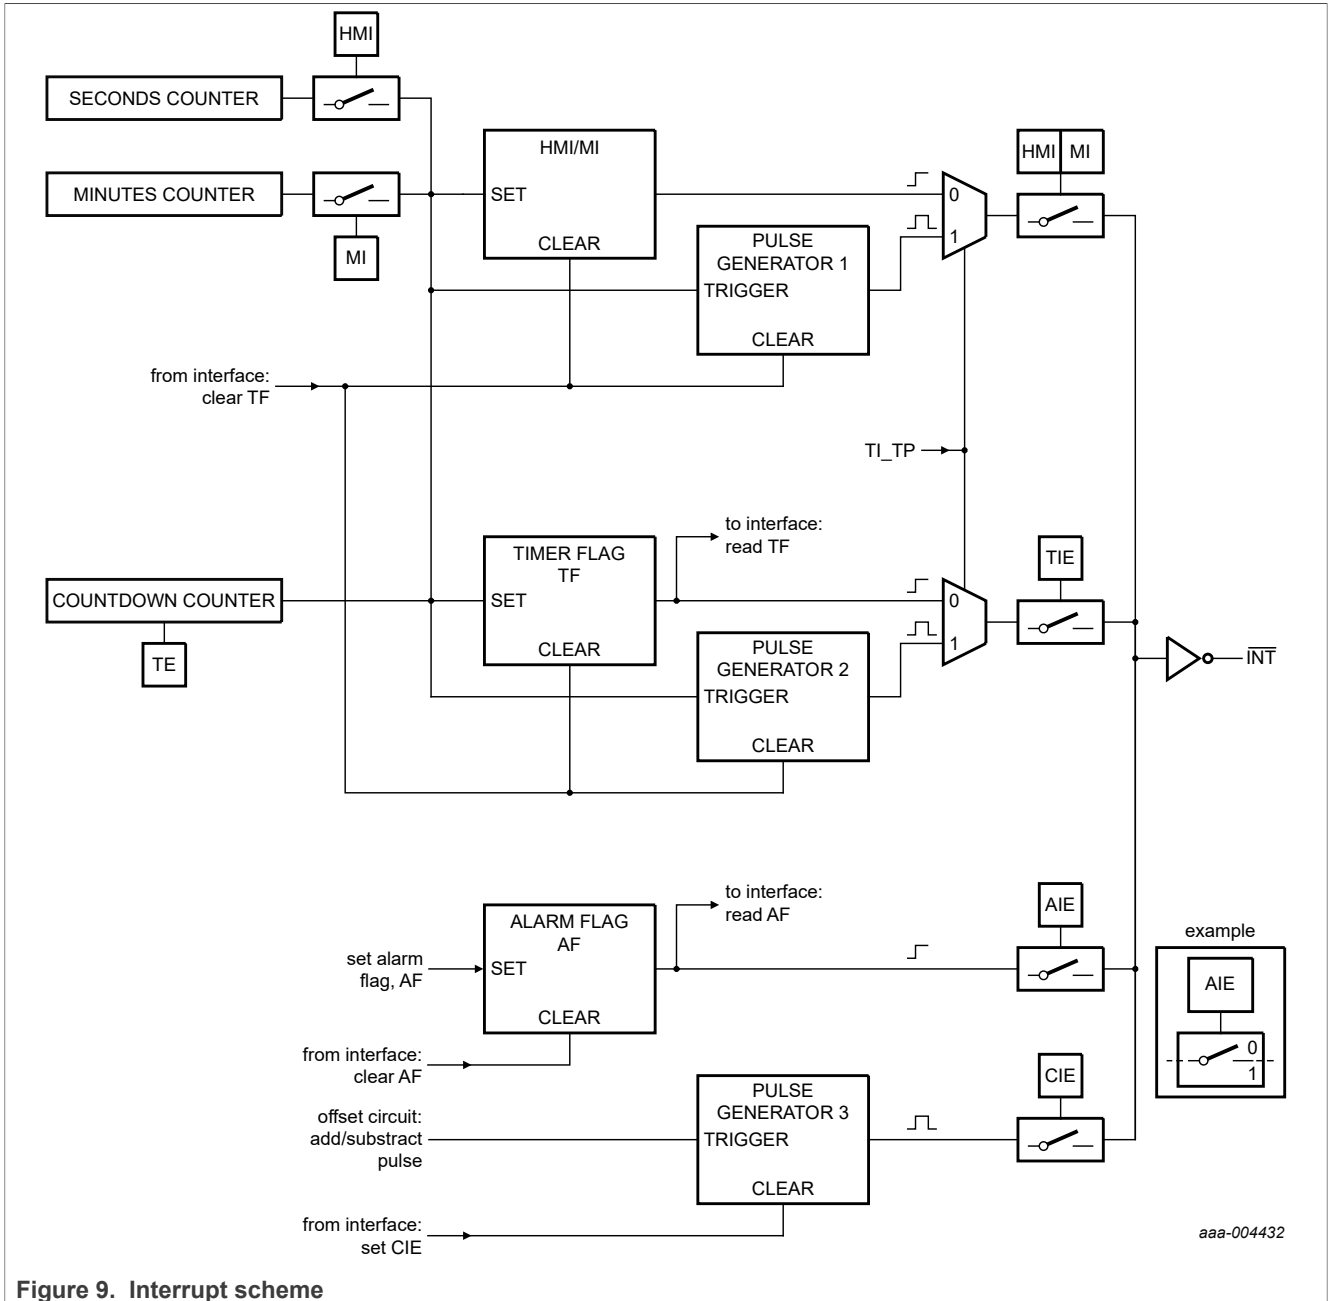 HMI
SECONDS COUNTER
MINUTES COUNTER
MI
HMI/MI
SET
CLEAR
PULSE
GENERATOR 1
TRIGGER
CLEAR
0
1
HMI MI
from interface:
clear TF
TI_TP
to interface:
read TF
COUNTDOWN COUNTER
TE
TIMER FLAG
TF
SET
CLEAR
PULSE
GENERATOR 2
TRIGGER
CLEAR
0
1
TIE
INT
to interface:
read AF
set alarm
flag, AF
ALARM FLAG
AF
SET
CLEAR
AIE
from interface:
clear AF
offset circuit:
add/substract
pulse
PULSE
GENERATOR 3
TRIGGER
CLEAR
CIE
from interface:
set CIE
example
AIE
0
1
aaa-004432
Figure 9. Interrupt scheme